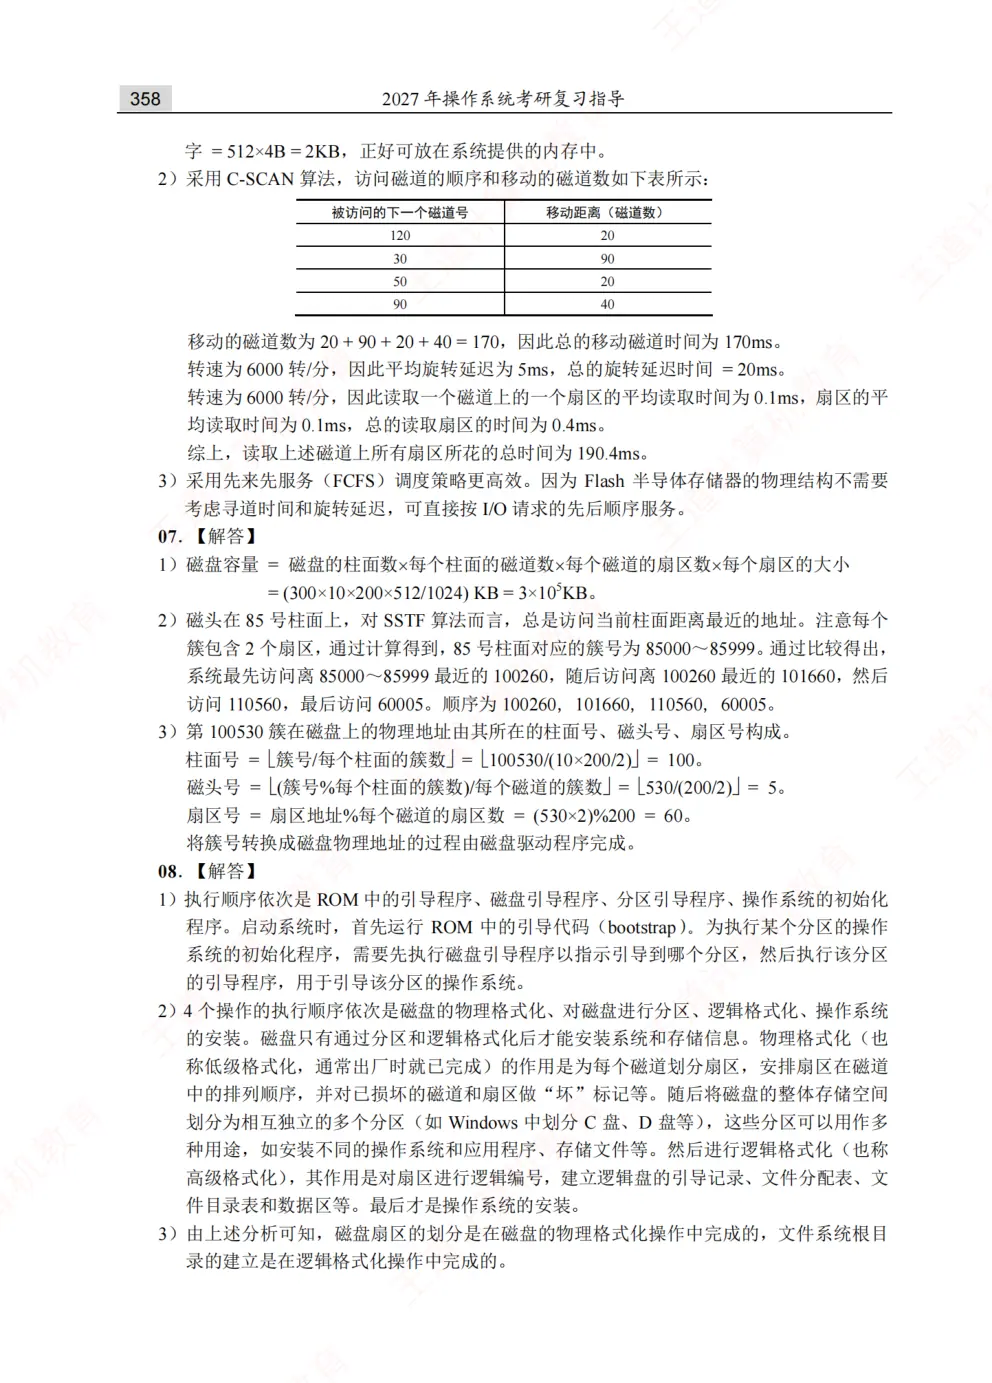 358
2027 年操作系统考研复习指导
字 = 512×4B = 2KB，正好可放在系统提供的内存中。
2）采用 C-SCAN 算法，访问磁道的顺序和移动的磁道数如下表所示：
被访问的下一个磁道号 移动距离（磁道数）
120 20
30 90
50 20
90 40
移动的磁道数为 20 + 90 + 20 + 40 = 170，因此总的移动磁道时间为 170ms。
转速为 6000 转/分，因此平均旋转延迟为 5ms，总的旋转延迟时间 = 20ms。
转速为 6000 转/分，因此读取一个磁道上的一个扇区的平均读取时间为 0.1ms，扇区的平
均读取时间为 0.1ms，总的读取扇区的时间为 0.4ms。
综上，读取上述磁道上所有扇区所花的总时间为 190.4ms。
3）采用先来先服务（FCFS）调度策略更高效。因为 Flash 半导体存储器的物理结构不需要
考虑寻道时间和旋转延迟，可直接按 I/O 请求的先后顺序服务。
07．【解答】
1）磁盘容量 = 磁盘的柱面数×每个柱面的磁道数×每个磁道的扇区数×每个扇区的大小
= (300×10×200×512/1024) KB = 3×10⁵KB。
2）磁头在 85 号柱面上，对 SSTF 算法而言，总是访问当前柱面距离最近的地址。注意每个
簇包含 2 个扇区，通过计算得到，85 号柱面对应的簇号为 85000～85999。通过比较得出，
系统最先访问离 85000～85999 最近的 100260，随后访问离 100260 最近的 101660，然后
访问 110560，最后访问 60005。顺序为 100260，101660，110560，60005。
3）第 100530 簇在磁盘上的物理地址由其所在的柱面号、磁头号、扇区号构成。
柱面号 = ⌊簇号/每个柱面的簇数⌋ = ⌊100530/(10×200/2)⌋ = 100。
磁头号 = ⌊(簇号%每个柱面的簇数)/每个磁道的簇数⌋ = ⌊530/(200/2)⌋ = 5。
扇区号 = 扇区地址%每个磁道的扇区数 = (530×2)%200 = 60。
将簇号转换成磁盘物理地址的过程由磁盘驱动程序完成。
08．【解答】
1）执行顺序依次是 ROM 中的引导程序、磁盘引导程序、分区引导程序、操作系统的初始化
程序。启动系统时，首先运行 ROM 中的引导代码（bootstrap）。为执行某个分区的操作
系统的初始化程序，需要先执行磁盘引导程序以指示引导到哪个分区，然后执行该分区
的引导程序，用于引导该分区的操作系统。
2）4 个操作的执行顺序依次是磁盘的物理格式化、对磁盘进行分区、逻辑格式化、操作系统
的安装。磁盘只有通过分区和逻辑格式化后才能安装系统和存储信息。物理格式化（也
称低级格式化，通常出厂时就已完成）的作用是为每个磁道划分扇区，安排扇区在磁道
中的排列顺序，并对已损坏的磁道和扇区做“坏”标记等。随后将磁盘的整体存储空间
划分为相互独立的多个分区（如 Windows 中划分 C 盘、D 盘等），这些分区可以用作多
种用途，如安装不同的操作系统和应用程序、存储文件等。然后进行逻辑格式化（也称
高级格式化），其作用是对扇区进行逻辑编号，建立逻辑盘的引导记录、文件分配表、文
件目录表和数据区等。最后才是操作系统的安装。
3）由上述分析可知，磁盘扇区的划分是在磁盘的物理格式化操作中完成的，文件系统根目
录的建立是在逻辑格式化操作中完成的。